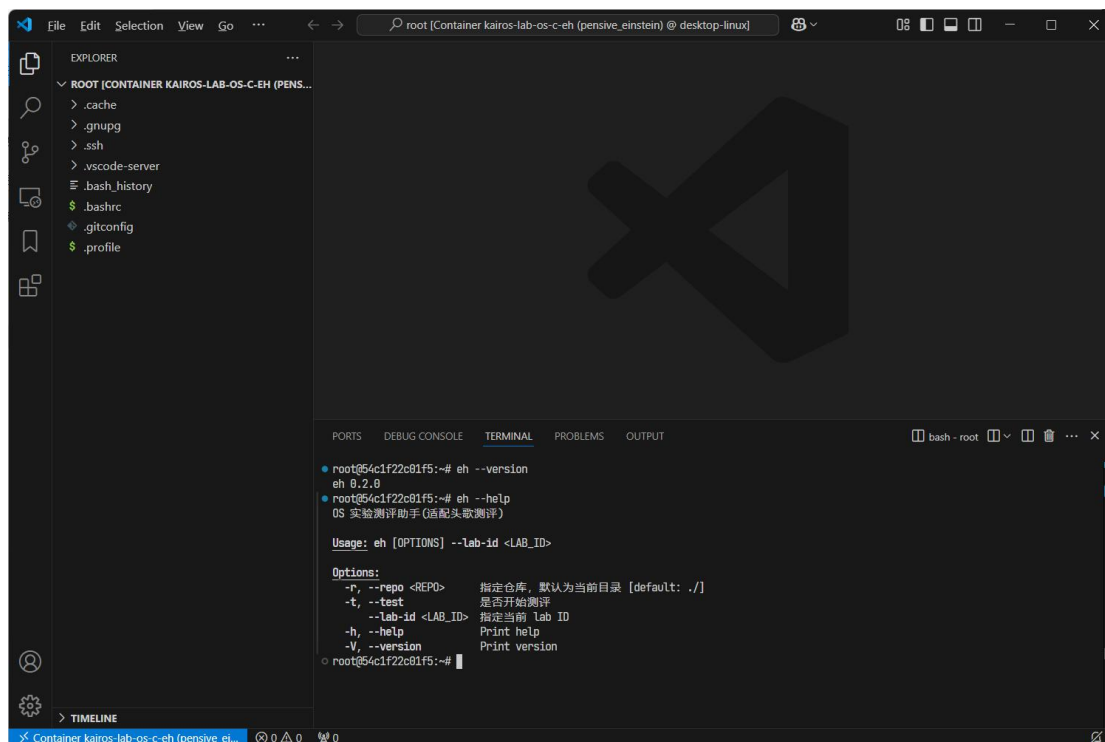 File Edit Selection View Go ··· root [Container kairos-lab-os-c-eh (pensive_einstein) @ desktop-linux]
EXPLORER ···
ROOT [CONTAINER KAIROS-LAB-OS-C-EH (PENS...
.cache
.gnupg
.ssh
.vscode-server
.bash_history
$ .bashrc
.gitconfig
$ .profile
TIMELINE
PORTS DEBUG CONSOLE TERMINAL PROBLEMS OUTPUT bash - root ···
root@54c1f22c01f5:~# eh --version
eh 0.2.0
root@54c1f22c01f5:~# eh --help
OS 实验测评助手(适配头歌测评)
Usage: eh [OPTIONS] --lab-id <LAB_ID>
Options:
-r, --repo <REPO> 指定仓库，默认为当前目录 [default: ./]
-t, --test 是否开始测评
--lab-id <LAB_ID> 指定当前 lab ID
-h, --help Print help
-V, --version Print version
root@54c1f22c01f5:~#
Container kairos-lab-os-c-eh (pensive_ei... 0 0 0